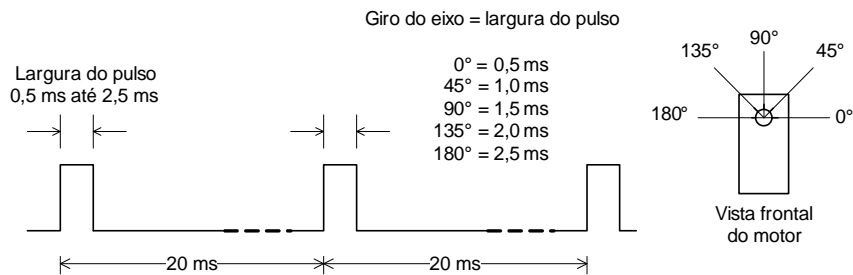 Giro do eixo = largura do pulso
Largura do pulso
0,5 ms até 2,5 ms
0° = 0,5 ms
45° = 1,0 ms
90° = 1,5 ms
135° = 2,0 ms
180° = 2,5 ms
90°
135°
45°
180°
0°
Vista frontal
do motor
20 ms
20 ms